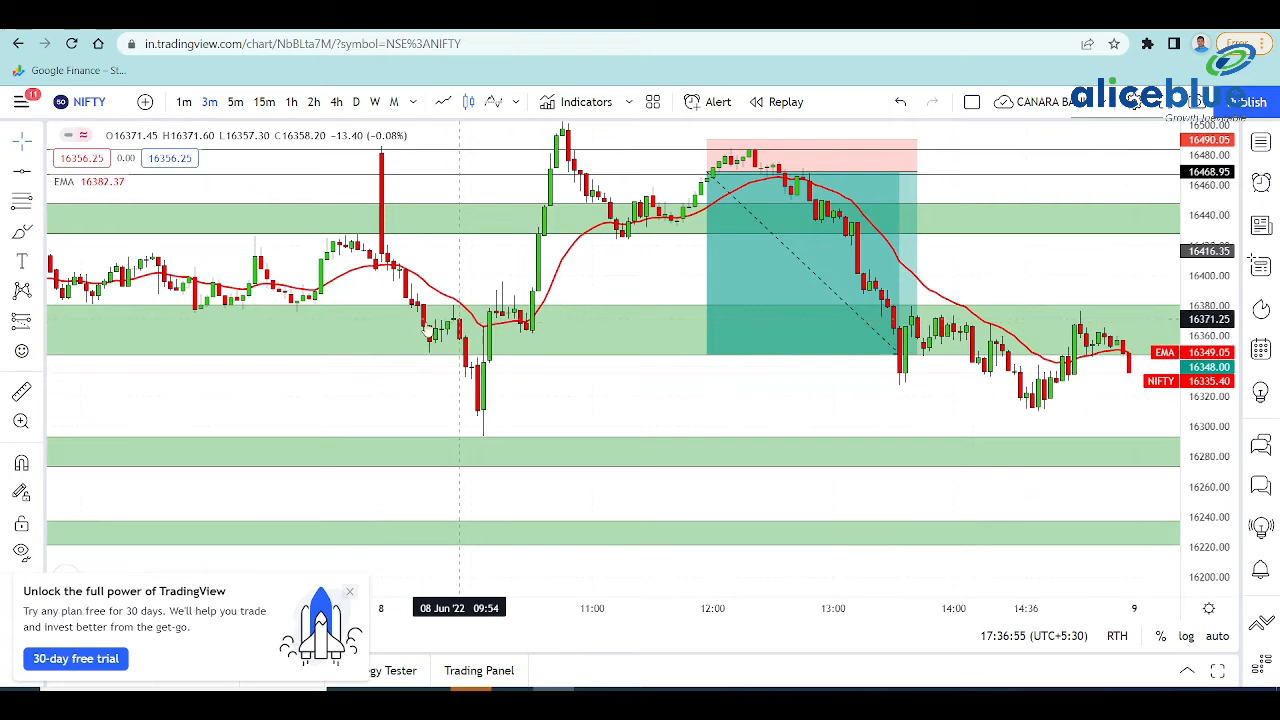 in.tradingview.com/chart/NbBLta7M/?symbol=NSE%3ANIFTY
Error
Google Finance – St...
aliceblue
11
50 NIFTY
1m 3m 5m 15m 1h 2h 4h D W M
Indicators
Alert
Replay
CANARA BA
blish
O16371.45 H16371.60 L16357.30 C16358.20 −13.40 (−0.08%)
16356.25 0.00 16356.25
EMA 16382.37
16500.00
16490.05
16480.00
16468.95
16460.00
16440.00
16416.35
16400.00
16380.00
16371.25
16360.00
EMA 16349.05
16348.00
NIFTY 16335.40
16320.00
16300.00
16280.00
16260.00
16240.00
16220.00
16200.00
8
08 Jun '22 09:54
11:00
12:00
13:00
14:00
14:36
9
Unlock the full power of TradingView
Try any plan free for 30 days. We'll help you trade
and invest better from the get-go.
30-day free trial
17:36:55 (UTC+5:30) RTH % log auto
gy Tester
Trading Panel